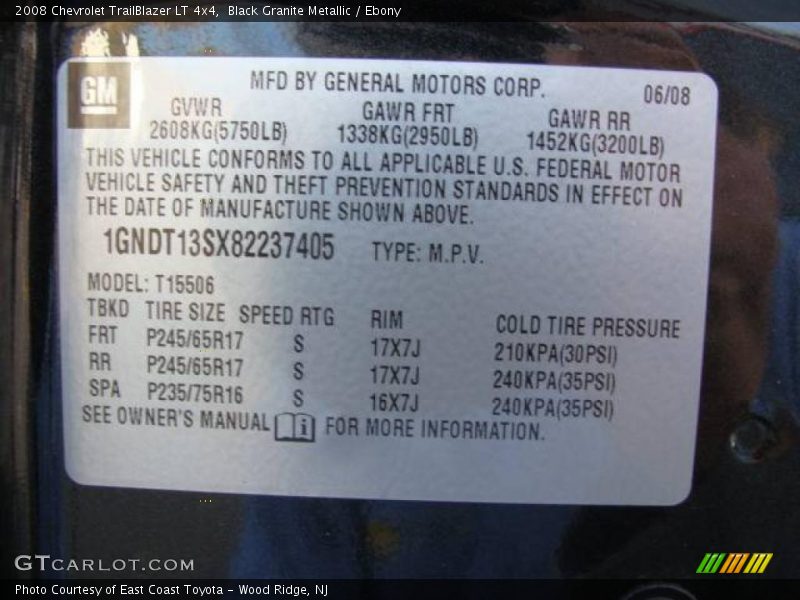 2008 Chevrolet TrailBlazer LT 4x4,  Black Granite Metallic / Ebony
GM
MFD BY GENERAL MOTORS CORP.
06/08
GVWR GAWR FRT GAWR RR
2608KG(5750LB) 1338KG(2950LB) 1452KG(3200LB)
THIS VEHICLE CONFORMS TO ALL APPLICABLE U.S. FEDERAL MOTOR
VEHICLE SAFETY AND THEFT PREVENTION STANDARDS IN EFFECT ON
THE DATE OF MANUFACTURE SHOWN ABOVE.
1GNDT13SX82237405 TYPE: M.P.V.
MODEL: T15506
TBKD TIRE SIZE SPEED RTG RIM COLD TIRE PRESSURE
FRT P245/65R17 S 17X7J 210KPA(30PSI)
RR P245/65R17 S 17X7J 240KPA(35PSI)
SPA P235/75R16 S 16X7J 240KPA(35PSI)
SEE OWNER'S MANUAL i FOR MORE INFORMATION.
GTCARLOT.COM
Photo Courtesy of East Coast Toyota - Wood Ridge, NJ